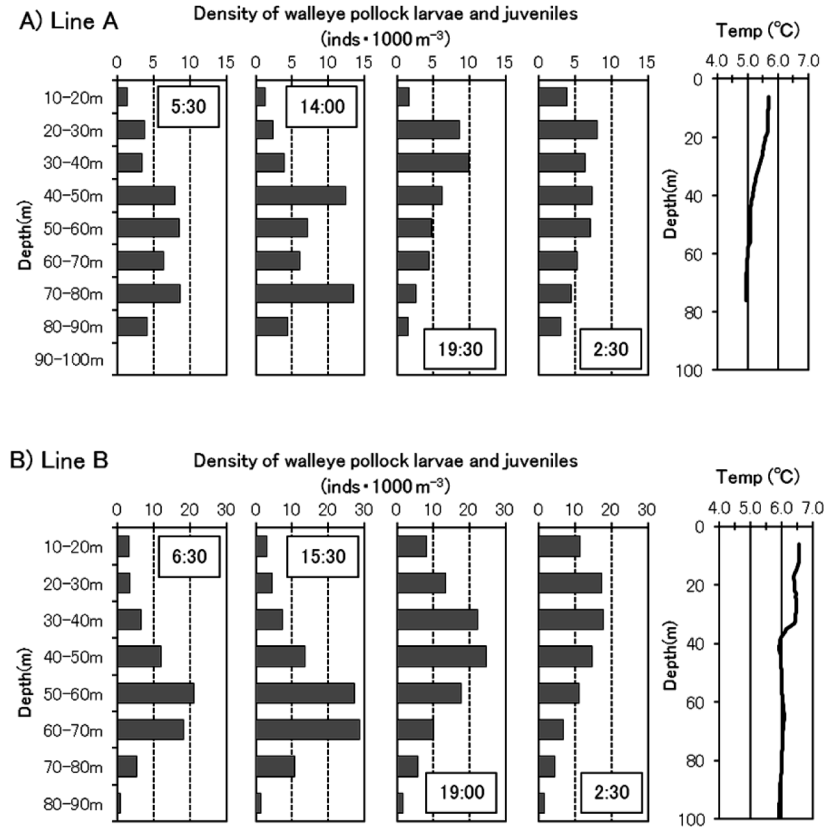 A) Line A
Density of walleye pollock larvae and juveniles
(inds・1000 m⁻³)
Temp (℃)
0 5 10 15 0 5 10 15 0 5 10 15 0 5 10 15
4.0 5.0 6.0 7.0
10-20m
20-30m
30-40m
40-50m
50-60m
60-70m
70-80m
80-90m
90-100m
Depth(m)
5:30
14:00
19:30
2:30
Depth(m)
0
20
40
60
80
100
B) Line B
Density of walleye pollock larvae and juveniles
(inds・1000 m⁻³)
Temp (℃)
0 10 20 30 0 10 20 30 0 10 20 30 0 10 20 30
4.0 5.0 6.0 7.0
10-20m
20-30m
30-40m
40-50m
50-60m
60-70m
70-80m
80-90m
Depth(m)
6:30
15:30
19:00
2:30
Depth(m)
0
20
40
60
80
100